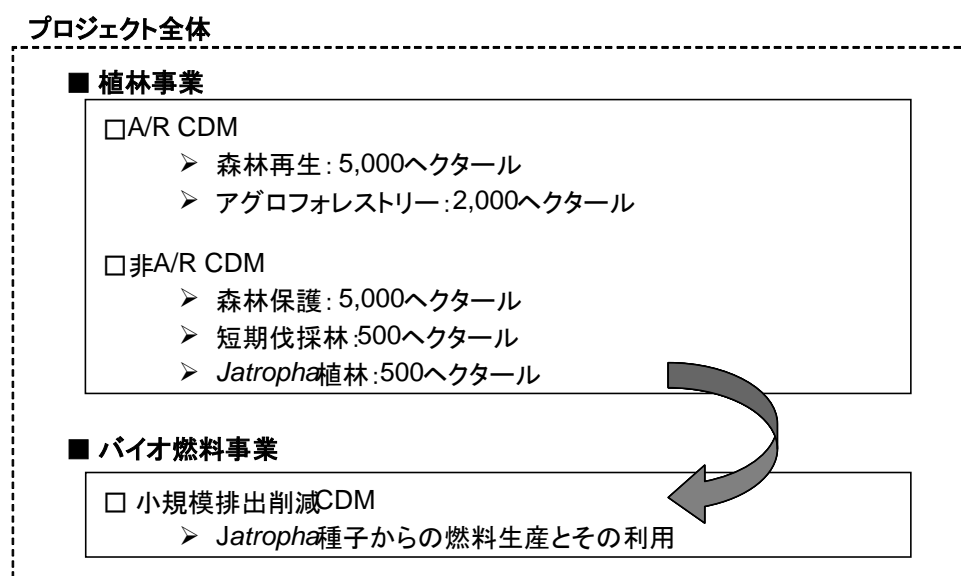 プロジェクト全体
■ 植林事業
□A/R CDM
➢ 森林再生：5,000ヘクタール
➢ アグロフォレストリー：2,000ヘクタール
□非A/R CDM
➢ 森林保護：5,000ヘクタール
➢ 短期伐採林：500ヘクタール
➢ Jatropha植林：500ヘクタール
■ バイオ燃料事業
□ 小規模排出削減CDM
➢ Jatropha種子からの燃料生産とその利用